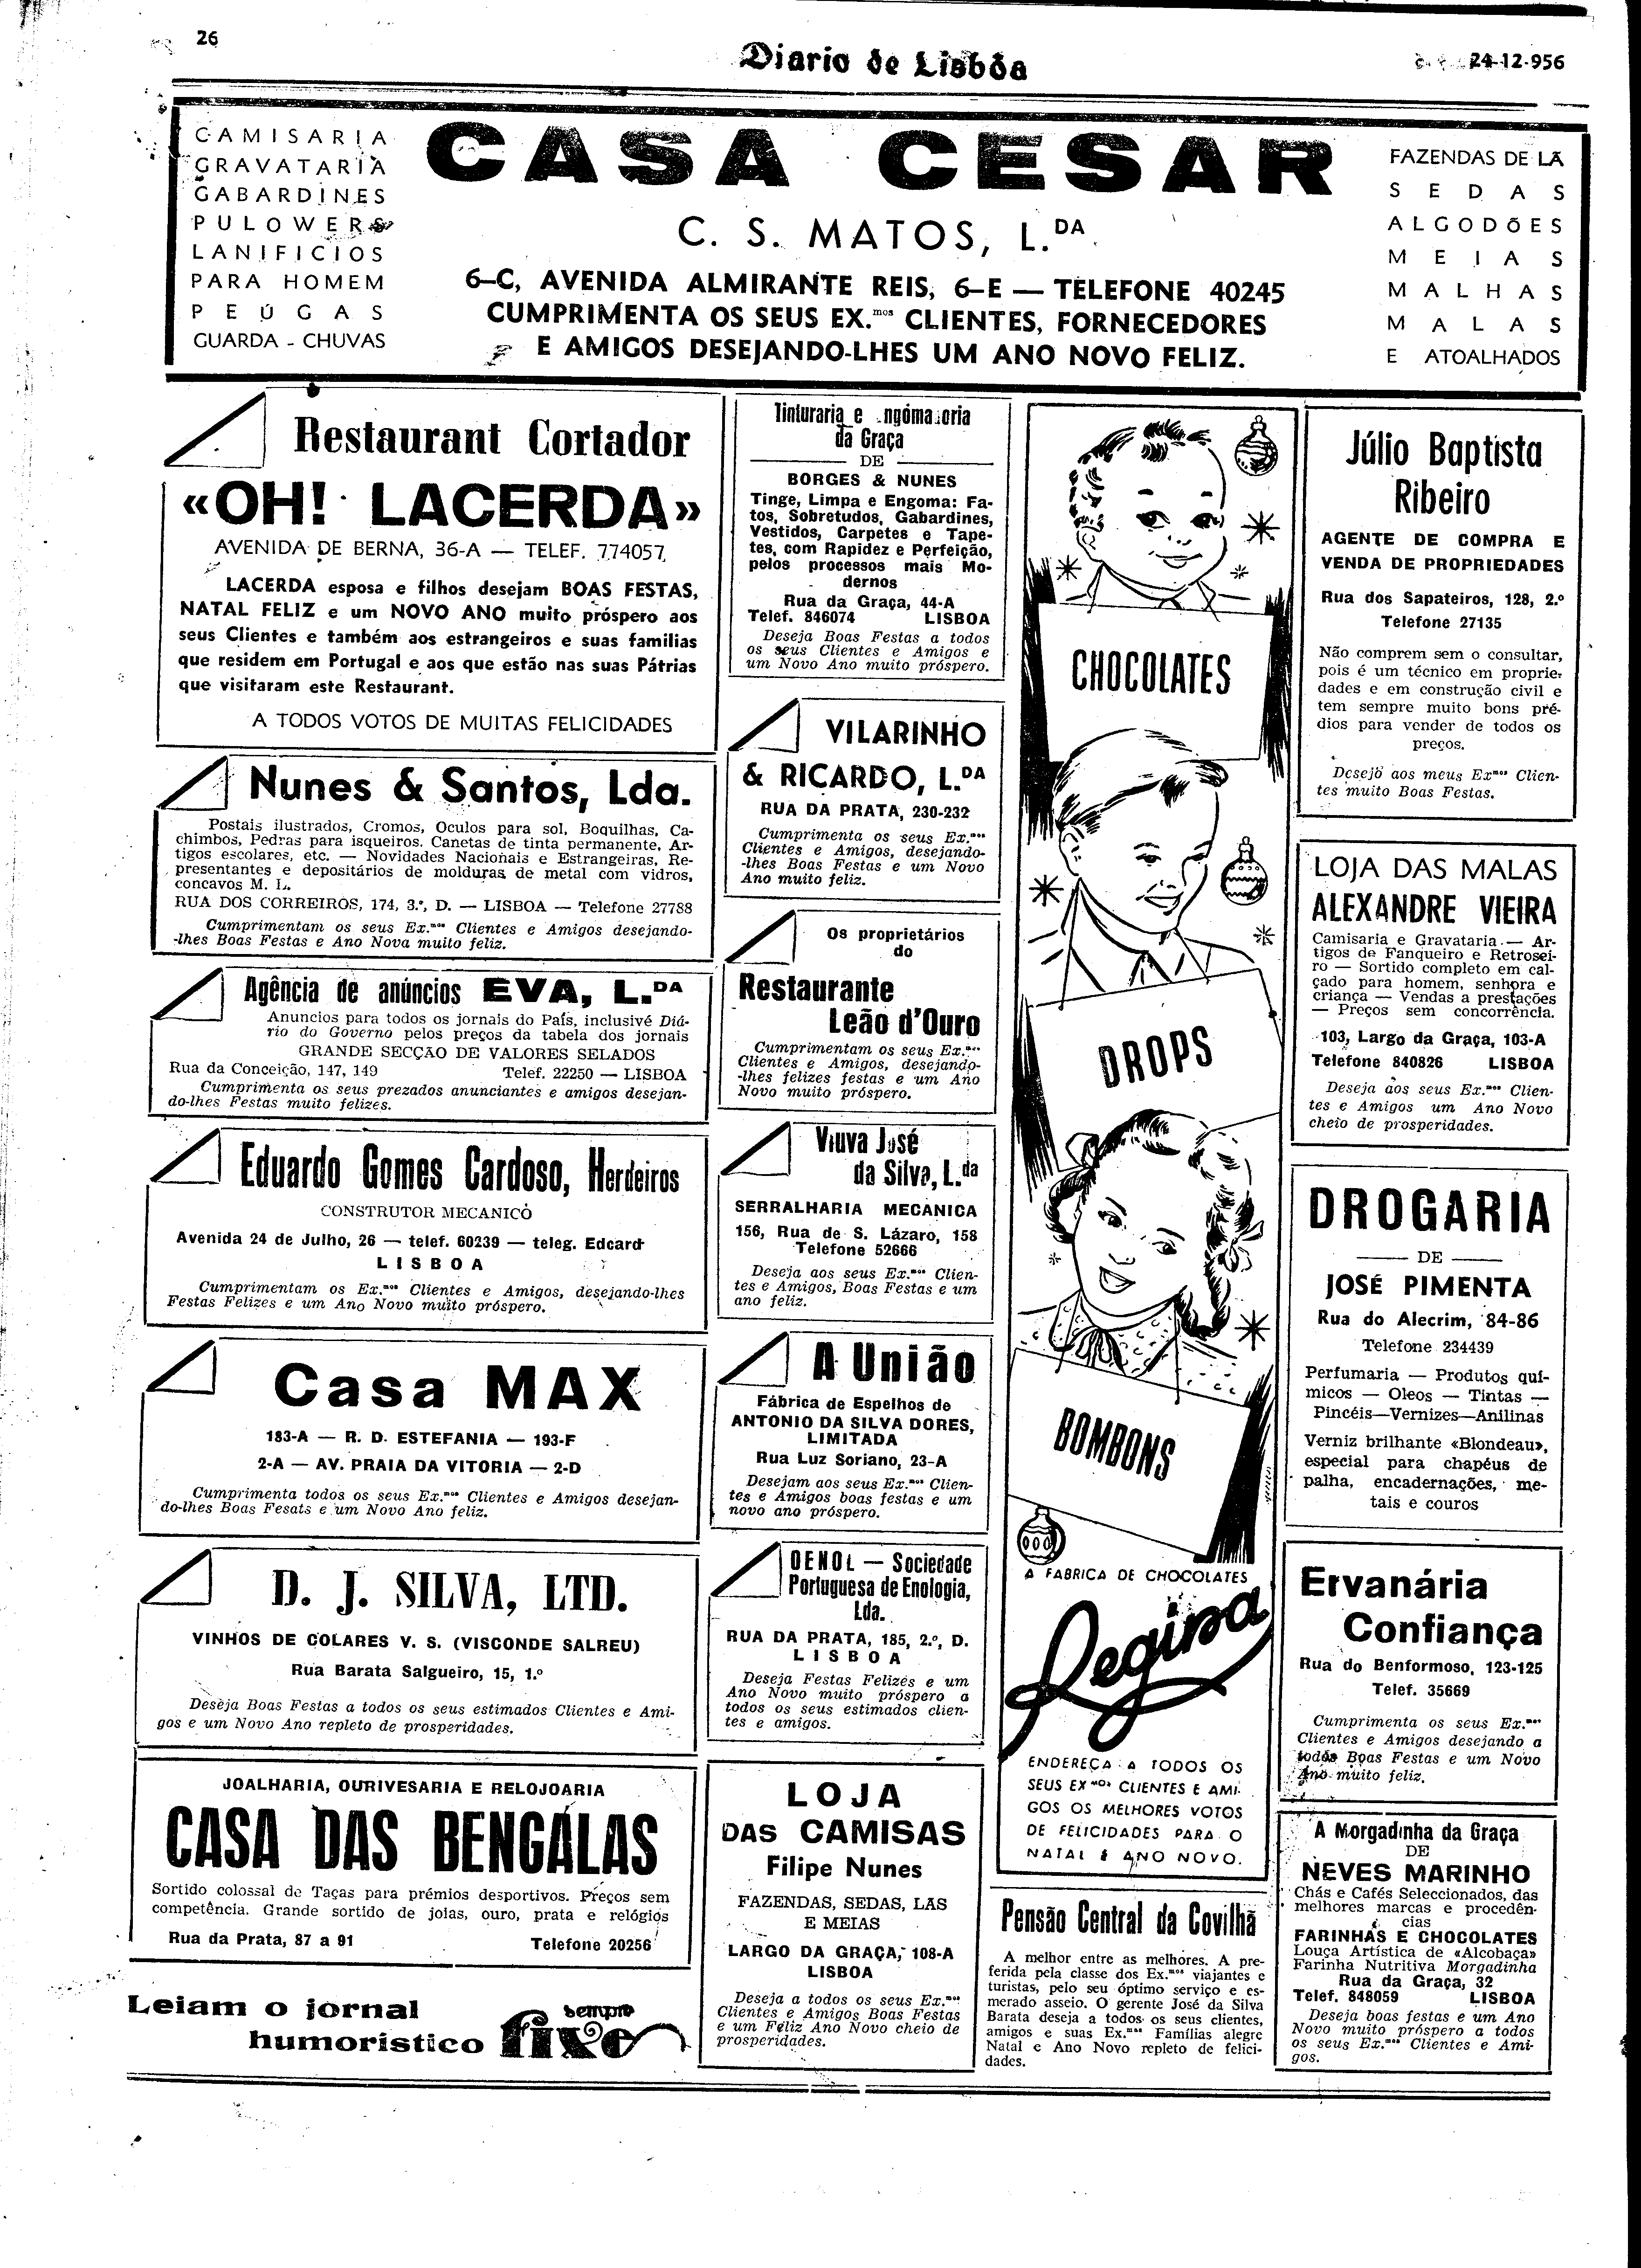 26
Diario de Lisbôa
24-12-956
CAMISARIA
GRAVATARIA
GABARDINES
PULOWERS
LANIFICIOS
PARA HOMEM
PEÚGAS
GUARDA - CHUVAS
CASA CESAR
C. S. MATOS, L.DA
6-C, AVENIDA ALMIRANTE REIS, 6-E — TELEFONE 40245
CUMPRIMENTA OS SEUS EX.mos CLIENTES, FORNECEDORES
E AMIGOS DESEJANDO-LHES UM ANO NOVO FELIZ.
FAZENDAS DE LÃ
SEDAS
ALGODÕES
MEIAS
MALHAS
MALAS
E ATOALHADOS
Restaurant Cortador
«OH! LACERDA»
AVENIDA DE BERNA, 36-A — TELEF. 774057
LACERDA esposa e filhos desejam BOAS FESTAS,
NATAL FELIZ e um NOVO ANO muito próspero aos
seus Clientes e também aos estrangeiros e suas familias
que residem em Portugal e aos que estão nas suas Pátrias
que visitaram este Restaurant.
A TODOS VOTOS DE MUITAS FELICIDADES
Nunes & Santos, Lda.
Postais ilustrados, Cromos, Oculos para sol, Boquilhas, Ca-
chimbos, Pedras para isqueiros. Canetas de tinta permanente, Ar-
tigos escolares, etc. — Novidades Nacionais e Estrangeiras, Re-
presentantes e depositários de molduras de metal com vidros,
concavos M. L.
RUA DOS CORREIROS, 174, 3.º, D. — LISBOA — Telefone 27788
Cumprimentam os seus Ex.mos Clientes e Amigos desejando-
-lhes Boas Festas e Ano Nova muito feliz.
Agência de anúncios EVA, L.DA
Anuncios para todos os jornais do País, inclusivé Diá-
rio do Governo pelos preços da tabela dos jornais
GRANDE SECÇÃO DE VALORES SELADOS
Rua da Conceição, 147, 149 Telef. 22250 — LISBOA
Cumprimenta os seus prezados anunciantes e amigos desejan-
do-lhes Festas muito felizes.
Eduardo Gomes Cardoso, Herdeiros
CONSTRUTOR MECANICO
Avenida 24 de Julho, 26 — telef. 60239 — teleg. Edcard
LISBOA
Cumprimentam os Ex.mos Clientes e Amigos, desejando-lhes
Festas Felizes e um Ano Novo muito próspero.
Casa MAX
183-A — R. D. ESTEFANIA — 193-F
2-A — AV. PRAIA DA VITORIA — 2-D
Cumprimenta todos os seus Ex.mos Clientes e Amigos desejan-
do-lhes Boas Fesats e um Novo Ano feliz.
D. J. SILVA, LTD.
VINHOS DE COLARES V. S. (VISCONDE SALREU)
Rua Barata Salgueiro, 15, 1.º
Deseja Boas Festas a todos os seus estimados Clientes e Ami-
gos e um Novo Ano repleto de prosperidades.
JOALHARIA, OURIVESARIA E RELOJOARIA
CASA DAS BENGALAS
Sortido colossal de Taças para prémios desportivos. Preços sem
competência. Grande sortido de joias, ouro, prata e relógios
Rua da Prata, 87 a 91 Telefone 20256
Leiam o jornal
humoristico
sempre
fixe
Tinturaria e
da Graça
DE
BORGES & NUNES
Tinge, Limpa e Engoma: Fa-
tos, Sobretudos, Gabardines,
Vestidos, Carpetes e Tape-
tes, com Rapidez e Perfeição,
pelos processos mais Mo-
dernos
Rua da Graça, 44-A
Telef. 846074 LISBOA
Deseja Boas Festas a todos
os seus Clientes e Amigos e
um Novo Ano muito próspero.
VILARINHO
& RICARDO, L.DA
RUA DA PRATA, 230-232
Cumprimenta os seus Ex.mos
Clientes e Amigos, desejando-
-lhes Boas Festas e um Novo
Ano muito feliz.
Os proprietários
do
Restaurante
Leão d'Ouro
Cumprimentam os seus Ex.mos
Clientes e Amigos, desejando-
-lhes felizes festas e um Ano
Novo muito próspero.
Viuva José
da Silva, L.da
SERRALHARIA MECANICA
156, Rua de S. Lázaro, 158
Telefone 52666
Deseja aos seus Ex.mos Clien-
tes e Amigos, Boas Festas e um
ano feliz.
A União
Fábrica de Espelhos de
ANTONIO DA SILVA DORES,
LIMITADA
Rua Luz Soriano, 23-A
Desejam aos seus Ex.mos Clien-
tes e Amigos boas festas e um
novo ano próspero.
OENOL — Sociedade
Portuguesa de Enologia,
Lda.
RUA DA PRATA, 185, 2.º, D.
LISBOA
Deseja Festas Felizes e um
Ano Novo muito próspero a
todos os seus estimados clien-
tes e amigos.
LOJA
DAS CAMISAS
Filipe Nunes
FAZENDAS, SEDAS, LAS
E MEIAS
LARGO DA GRAÇA, 108-A
LISBOA
Deseja a todos os seus Ex.mos
Clientes e Amigos Boas Festas
e um Féliz Ano Novo cheio de
prosperidades.
CHOCOLATES
DROPS
BOMBONS
A FABRICA DE CHOCOLATES
Regina
ENDEREÇA A TODOS OS
SEUS EXmos CLIENTES E AMI-
GOS OS MELHORES VOTOS
DE FELICIDADES PARA O
NATAL E ANO NOVO.
Pensão Central da Covilhã
A melhor entre as melhores. A pre-
ferida pela classe dos Ex.mos viajantes e
turistas, pelo seu óptimo serviço e es-
merado asseio. O gerente José da Silva
Barata deseja a todos os seus clientes,
amigos e suas Ex.mas Famílias alegre
Natal e Ano Novo repleto de felici-
dades.
Júlio Baptista
Ribeiro
AGENTE DE COMPRA E
VENDA DE PROPRIEDADES
Rua dos Sapateiros, 128, 2.º
Telefone 27135
Não comprem sem o consultar,
pois é um técnico em proprie-
dades e em construção civil e
tem sempre muito bons pré-
dios para vender de todos os
preços.
Desejo aos meus Exmos Clien-
tes muito Boas Festas.
LOJA DAS MALAS
ALEXANDRE VIEIRA
Camisaria e Gravataria — Ar-
tigos de Fanqueiro e Retrosei-
ro — Sortido completo em cal-
çado para homem, senhora e
criança — Vendas a prestações
— Preços sem concorrência.
103, Largo da Graça, 103-A
Telefone 840826 LISBOA
Deseja aos seus Ex.mos Clien-
tes e Amigos um Ano Novo
cheio de prosperidades.
DROGARIA
DE
JOSÉ PIMENTA
Rua do Alecrim, 84-86
Telefone 234439
Perfumaria — Produtos quí-
micos — Oleos — Tintas —
Pincéis—Vernizes—Anilinas
Verniz brilhante «Blondeau»,
especial para chapéus de
palha, encadernações, me-
tais e couros
Ervanária
Confiança
Rua do Benformoso, 123-125
Telef. 35669
Cumprimenta os seus Ex.mos
Clientes e Amigos desejando a
todos Boas Festas e um Novo
Ano muito feliz.
A Morgadinha da Graça
DE
NEVES MARINHO
Chás e Cafés Seleccionados, das
melhores marcas e procedên-
cias
FARINHAS E CHOCOLATES
Louça Artística de «Alcobaça»
Farinha Nutritiva Morgadinha
Rua da Graça, 32
Telef. 848059 LISBOA
Deseja boas festas e um Ano
Novo muito próspero a todos
os seus Ex.mos Clientes e Ami-
gos.